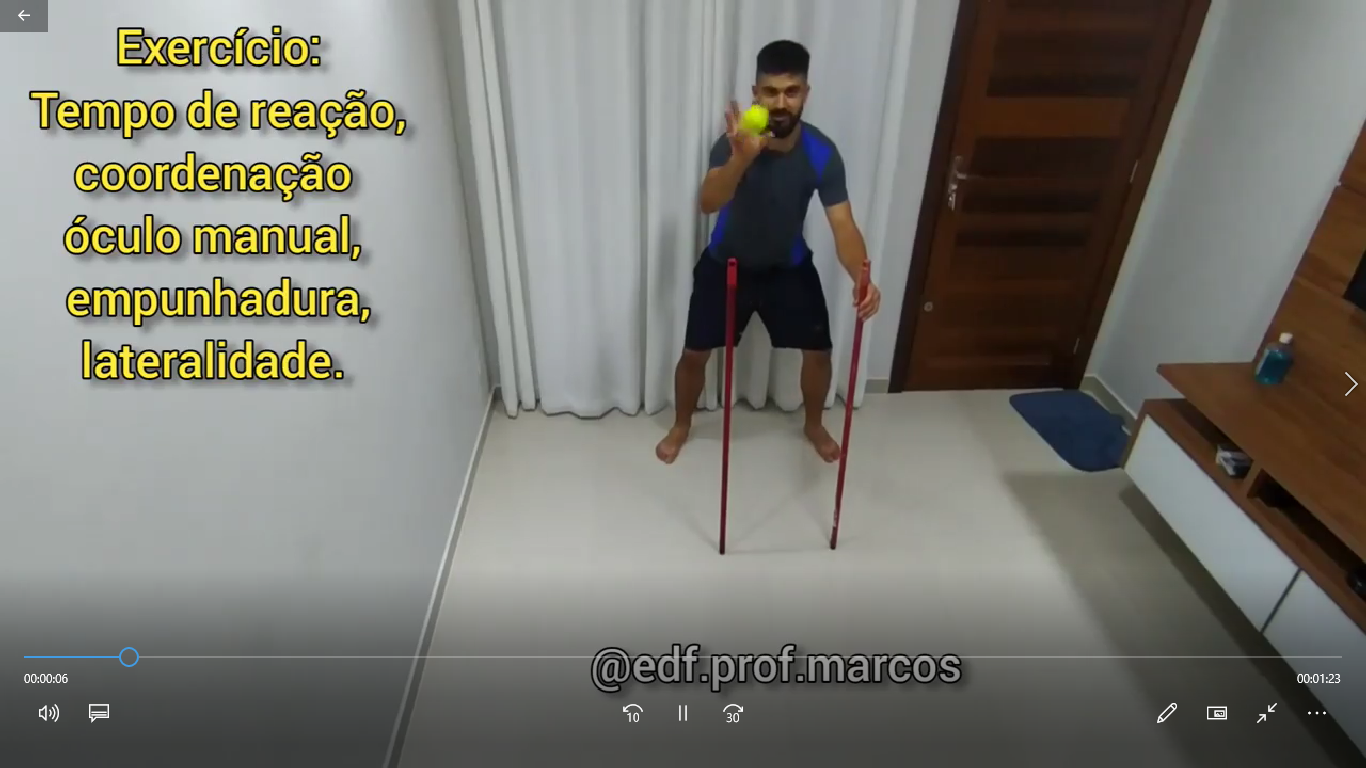 Exercício:
Tempo de reação,
coordenação
óculo manual,
empunhadura,
lateralidade.
@edf.prof.marcos
00:00:06
00:01:23
10
30